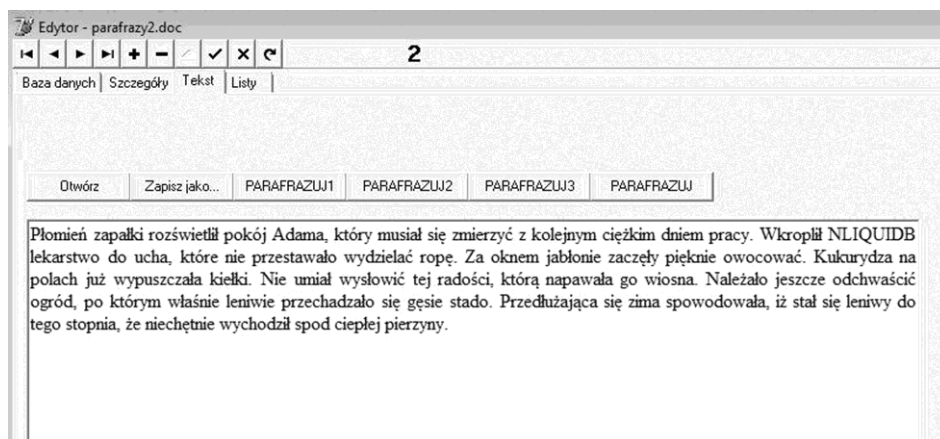 Edytor - parafrazy2.doc
2
Baza danych Szczegóły Tekst Listy
Otwórz Zapisz jako... PARAFRAZUJ1 PARAFRAZUJ2 PARAFRAZUJ3 PARAFRAZUJ
Płomień zapałki rozświetlił pokój Adama, który musiał się zmierzyć z kolejnym ciężkim dniem pracy. Wkroplił NLIQUIDB
lekarstwo do ucha, które nie przestawało wydzielać ropę. Za oknem jabłonie zaczęły pięknie owocować. Kukurydza na
polach już wypuszczała kiełki. Nie umiał wysłowić tej radości, którą napawała go wiosna. Należało jeszcze odchwaścić
ogród, po którym właśnie leniwie przechadzało się gęsie stado. Przedłużająca się zima spowodowała, iż stał się leniwy do
tego stopnia, że niechętnie wychodził spod ciepłej pierzyny.